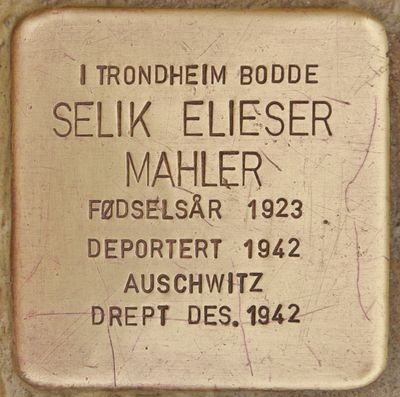 I TRONDHEIM BODDE
SELIK ELIESER
MAHLER
FØDSELSÅR 1923
DEPORTERT 1942
AUSCHWITZ
DREPT DES. 1942